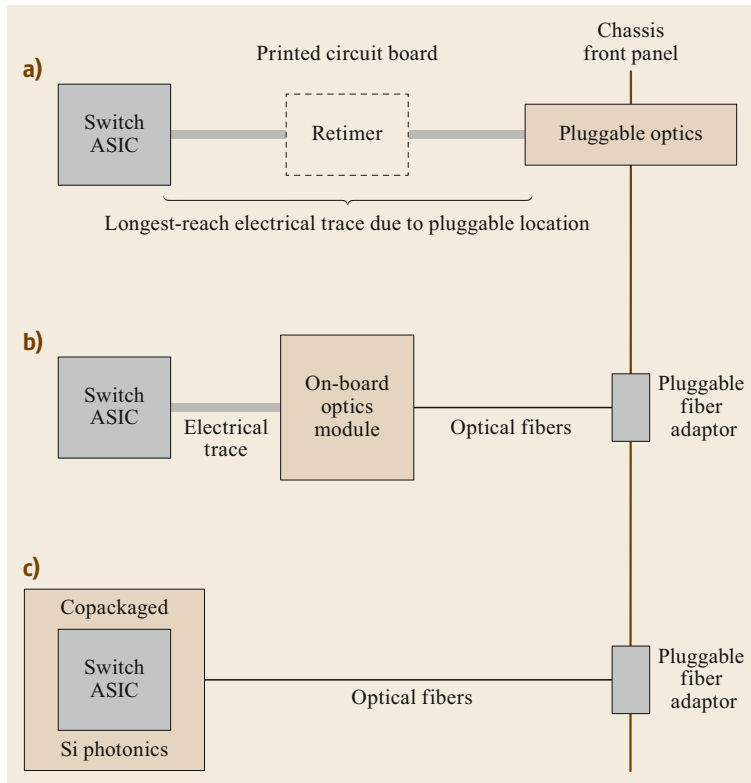 Chassis
front panel
Printed circuit board
a)
Switch
ASIC
Retimer
Pluggable optics
Longest-reach electrical trace due to pluggable location
b)
Switch
ASIC
Electrical
trace
On-board
optics
module
Optical fibers
Pluggable
fiber
adaptor
c)
Copackaged
Switch
ASIC
Si photonics
Optical fibers
Pluggable
fiber
adaptor